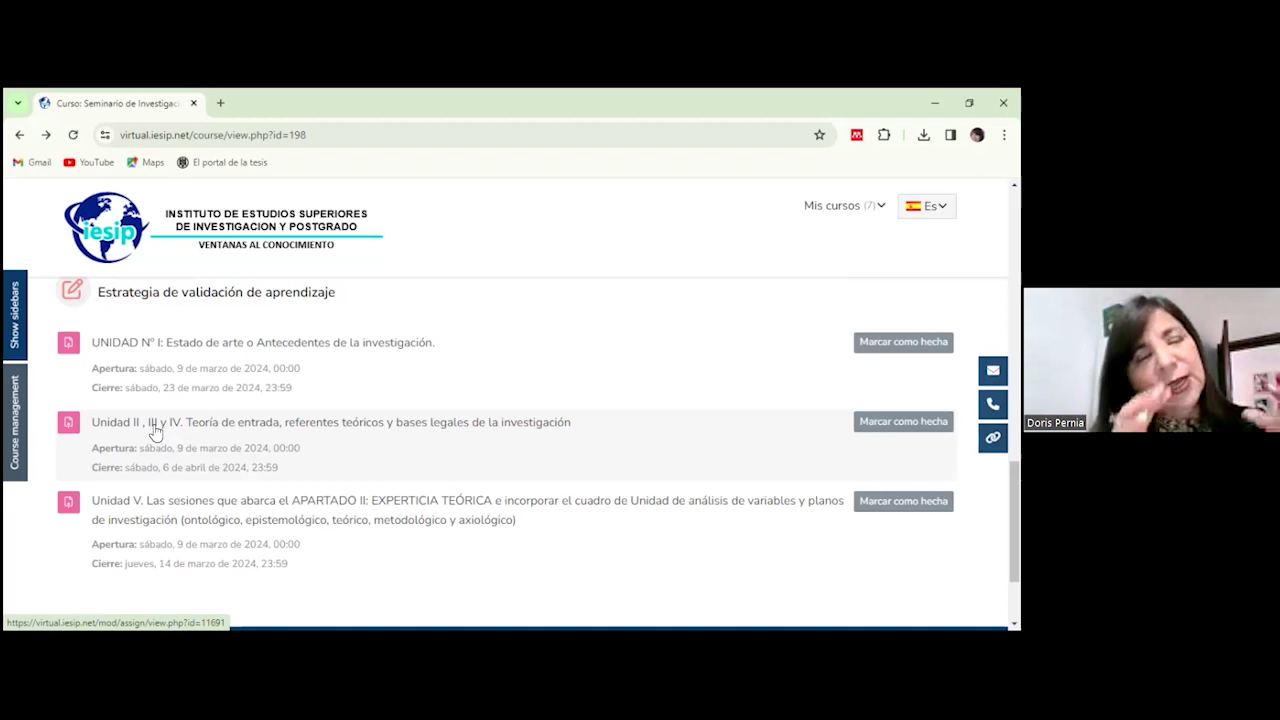 Curso: Seminario de Investigaci
virtual.iesip.net/course/view.php?id=198
Gmail YouTube Maps El portal de la tesis
iesip
INSTITUTO DE ESTUDIOS SUPERIORES
DE INVESTIGACION Y POSTGRADO
VENTANAS AL CONOCIMIENTO
Mis cursos (7) Es
Show sidebars
Course management
Estrategia de validación de aprendizaje
UNIDAD Nº I: Estado de arte o Antecedentes de la investigación. Marcar como hecha
Apertura: sábado, 9 de marzo de 2024, 00:00
Cierre: sábado, 23 de marzo de 2024, 23:59
Unidad II , III y IV. Teoría de entrada, referentes teóricos y bases legales de la investigación Marcar como hecha
Apertura: sábado, 9 de marzo de 2024, 00:00
Cierre: sábado, 6 de abril de 2024, 23:59
Unidad V. Las sesiones que abarca el APARTADO II: EXPERTICIA TEÓRICA e incorporar el cuadro de Unidad de análisis de variables y planos Marcar como hecha
de investigación (ontológico, epistemológico, teórico, metodológico y axiológico)
Apertura: sábado, 9 de marzo de 2024, 00:00
Cierre: jueves, 14 de marzo de 2024, 23:59
https://virtual.iesip.net/mod/assign/view.php?id=11691
Doris Pernia